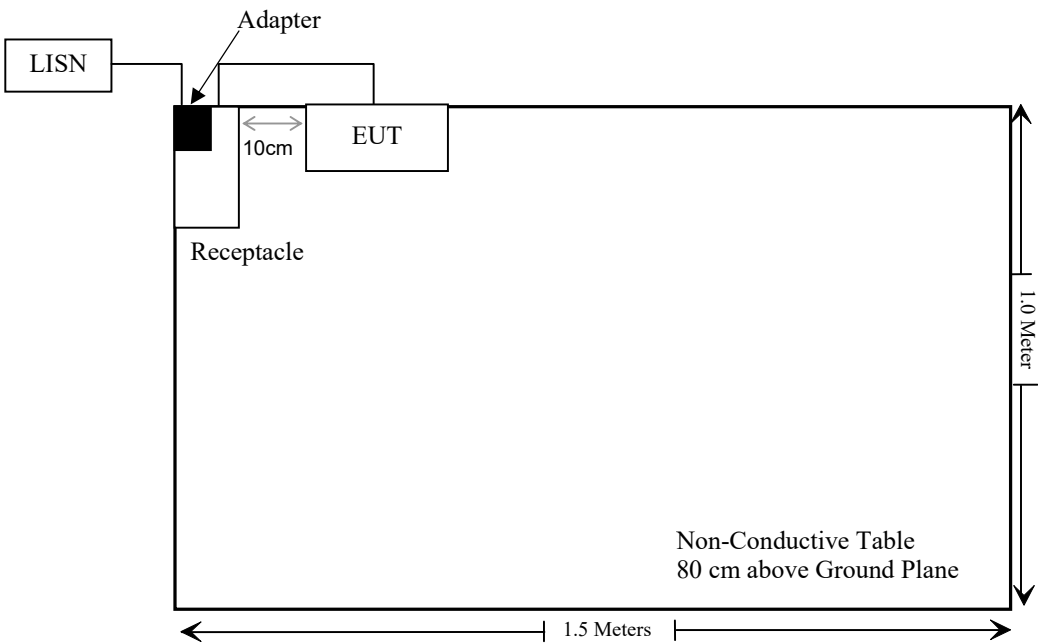 Adapter
LISN
EUT
10cm
Receptacle
1.0 Meter
Non-Conductive Table
80 cm above Ground Plane
1.5 Meters